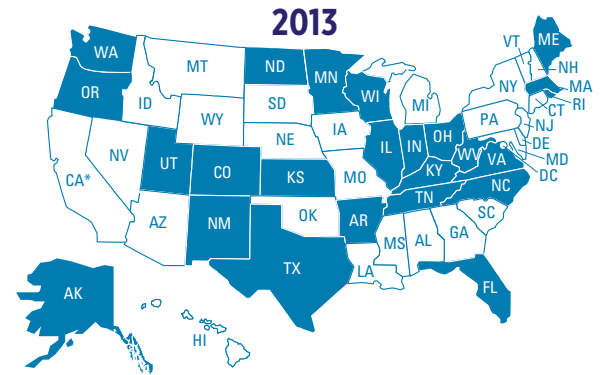 2013
WA
MT
ND
MN
VT
ME
NH
OR
ID
SD
WI
NY
MA
WY
MI
RI
CT
IA
PA
NJ
NE
DE
NV
UT
IL
IN
OH
WV
VA
MD
CA*
CO
KS
MO
KY
DC
NC
TN
AZ
NM
OK
AR
SC
MS
AL
GA
TX
LA
FL
AK
HI